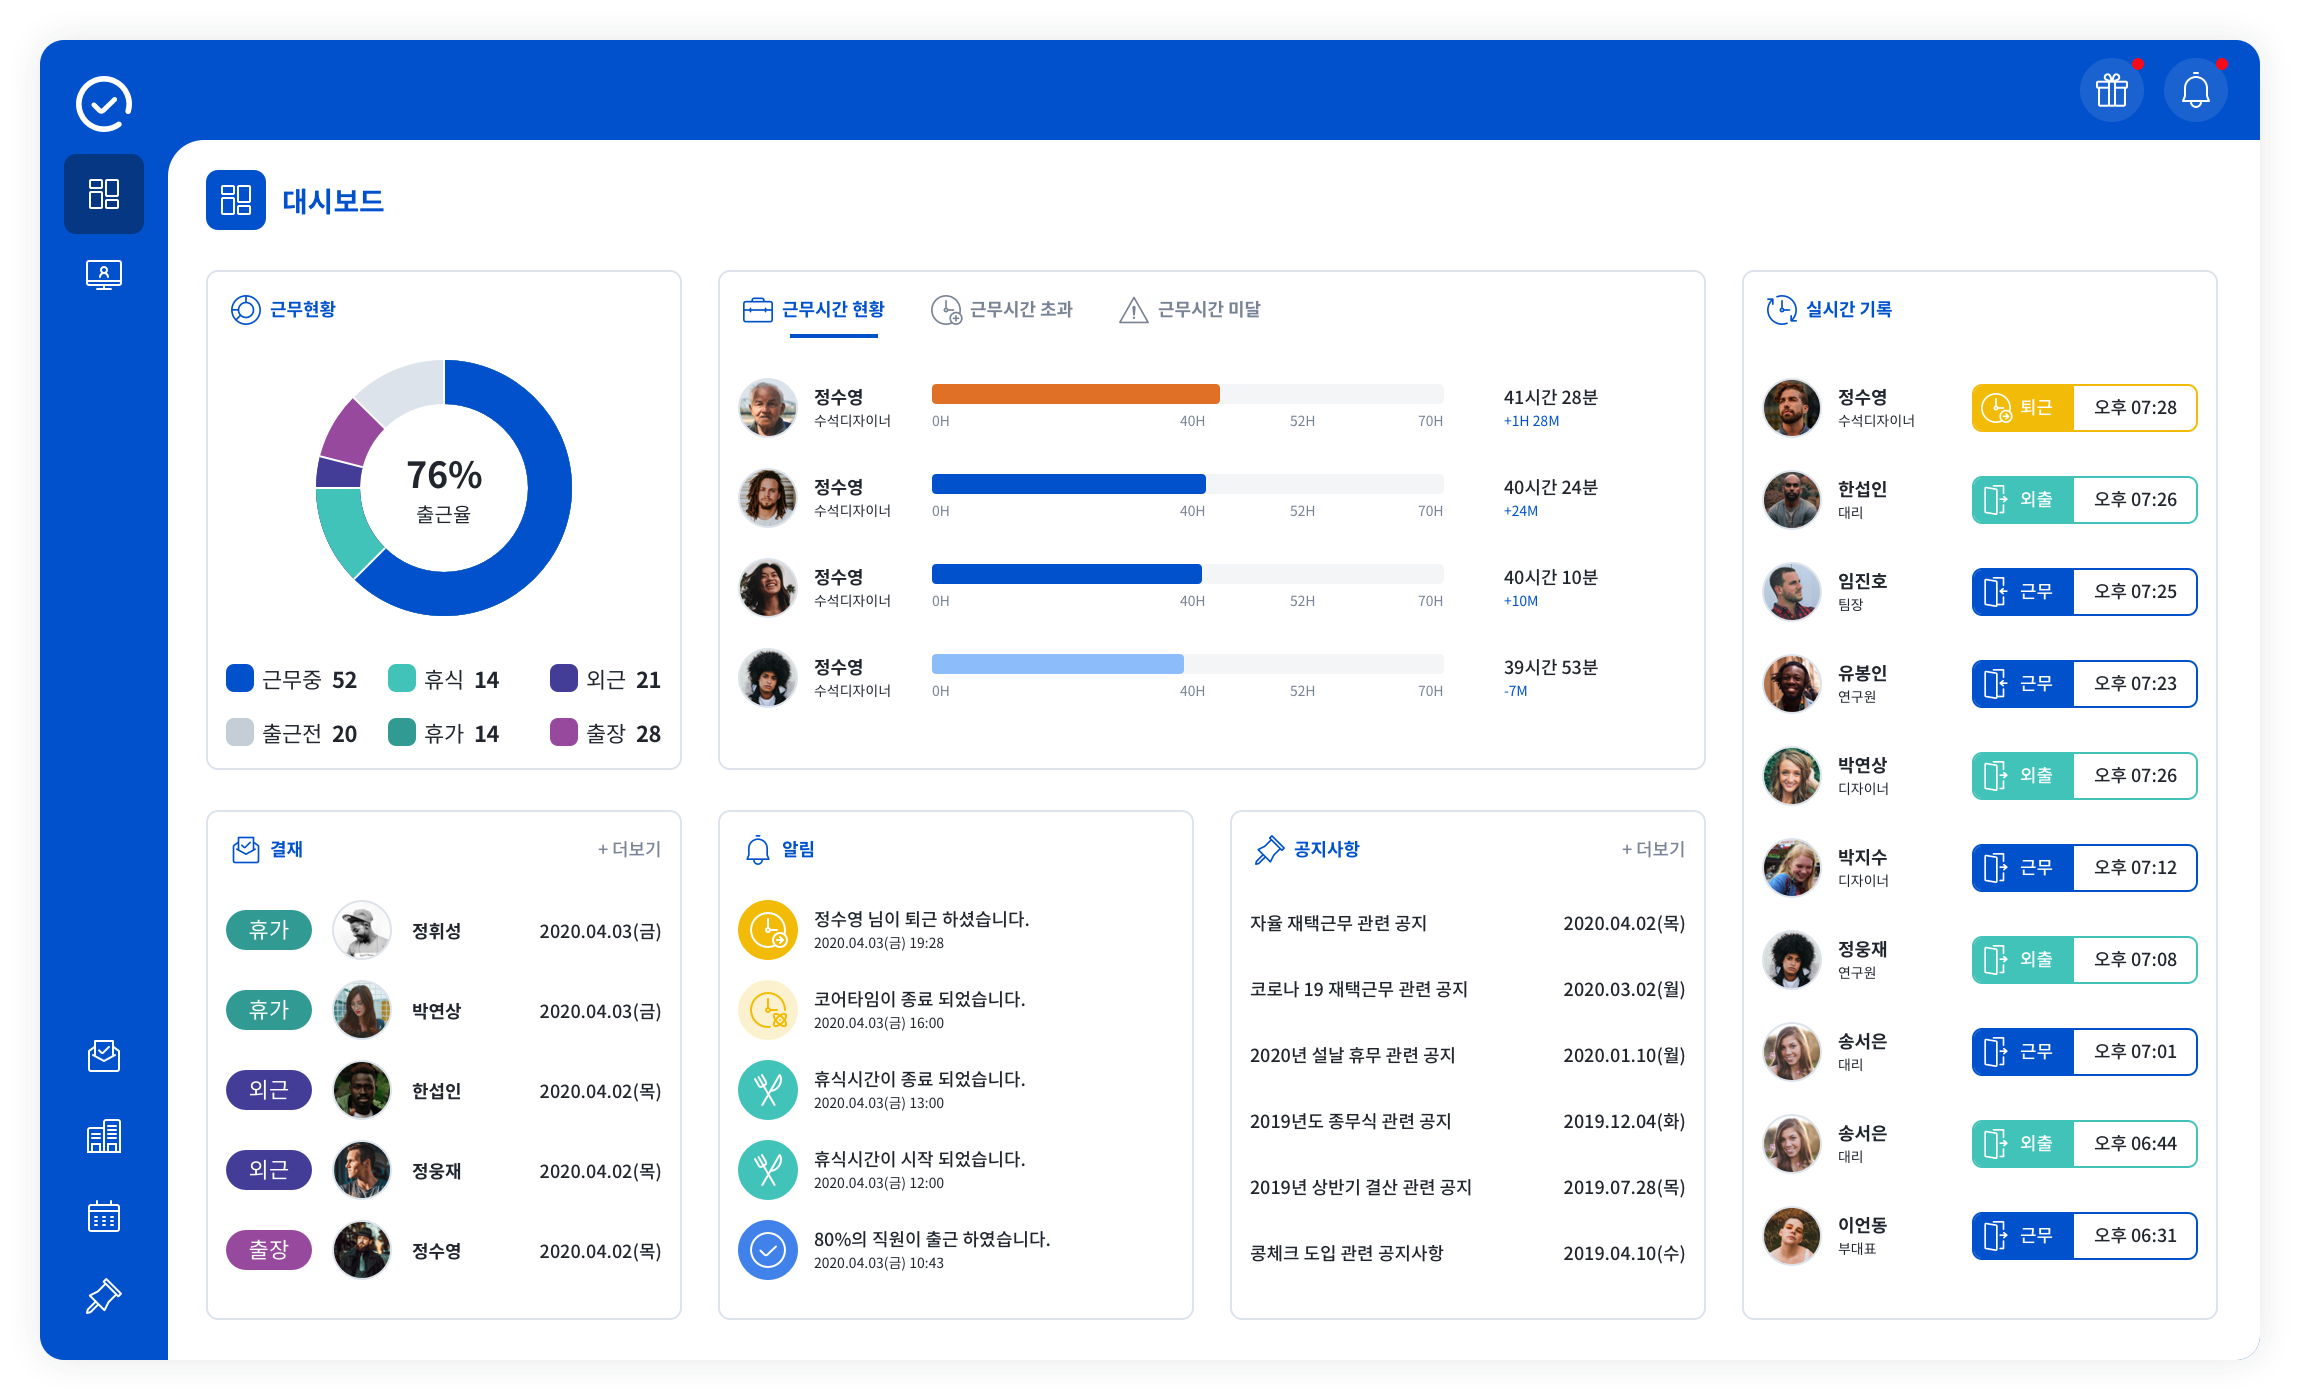 대시보드
근무현황
76%
출근율
근무중 52
휴식 14
외근 21
출근전 20
휴가 14
출장 28
근무시간 현황
근무시간 초과
근무시간 미달
정수영
수석디자이너
0H 40H 52H 70H
41시간 28분
+1H 28M
정수영
수석디자이너
0H 40H 52H 70H
40시간 24분
+24M
정수영
수석디자이너
0H 40H 52H 70H
40시간 10분
+10M
정수영
수석디자이너
0H 40H 52H 70H
39시간 53분
-7M
실시간 기록
정수영
수석디자이너
퇴근 오후 07:28
한섭인
대리
외출 오후 07:26
임진호
팀장
근무 오후 07:25
유봉인
연구원
근무 오후 07:23
박연상
디자이너
외출 오후 07:26
박지수
디자이너
근무 오후 07:12
정웅재
연구원
외출 오후 07:08
송서은
대리
근무 오후 07:01
송서은
대리
외출 오후 06:44
이언동
부대표
근무 오후 06:31
결재
+ 더보기
휴가 정휘성 2020.04.03(금)
휴가 박연상 2020.04.03(금)
외근 한섭인 2020.04.02(목)
외근 정웅재 2020.04.02(목)
출장 정수영 2020.04.02(목)
알림
정수영 님이 퇴근 하셨습니다.
2020.04.03(금) 19:28
코어타임이 종료 되었습니다.
2020.04.03(금) 16:00
휴식시간이 종료 되었습니다.
2020.04.03(금) 13:00
휴식시간이 시작 되었습니다.
2020.04.03(금) 12:00
80%의 직원이 출근 하였습니다.
2020.04.03(금) 10:43
공지사항
+ 더보기
자율 재택근무 관련 공지 2020.04.02(목)
코로나 19 재택근무 관련 공지 2020.03.02(월)
2020년 설날 휴무 관련 공지 2020.01.10(월)
2019년도 종무식 관련 공지 2019.12.04(화)
2019년 상반기 결산 관련 공지 2019.07.28(목)
콩체크 도입 관련 공지사항 2019.04.10(수)